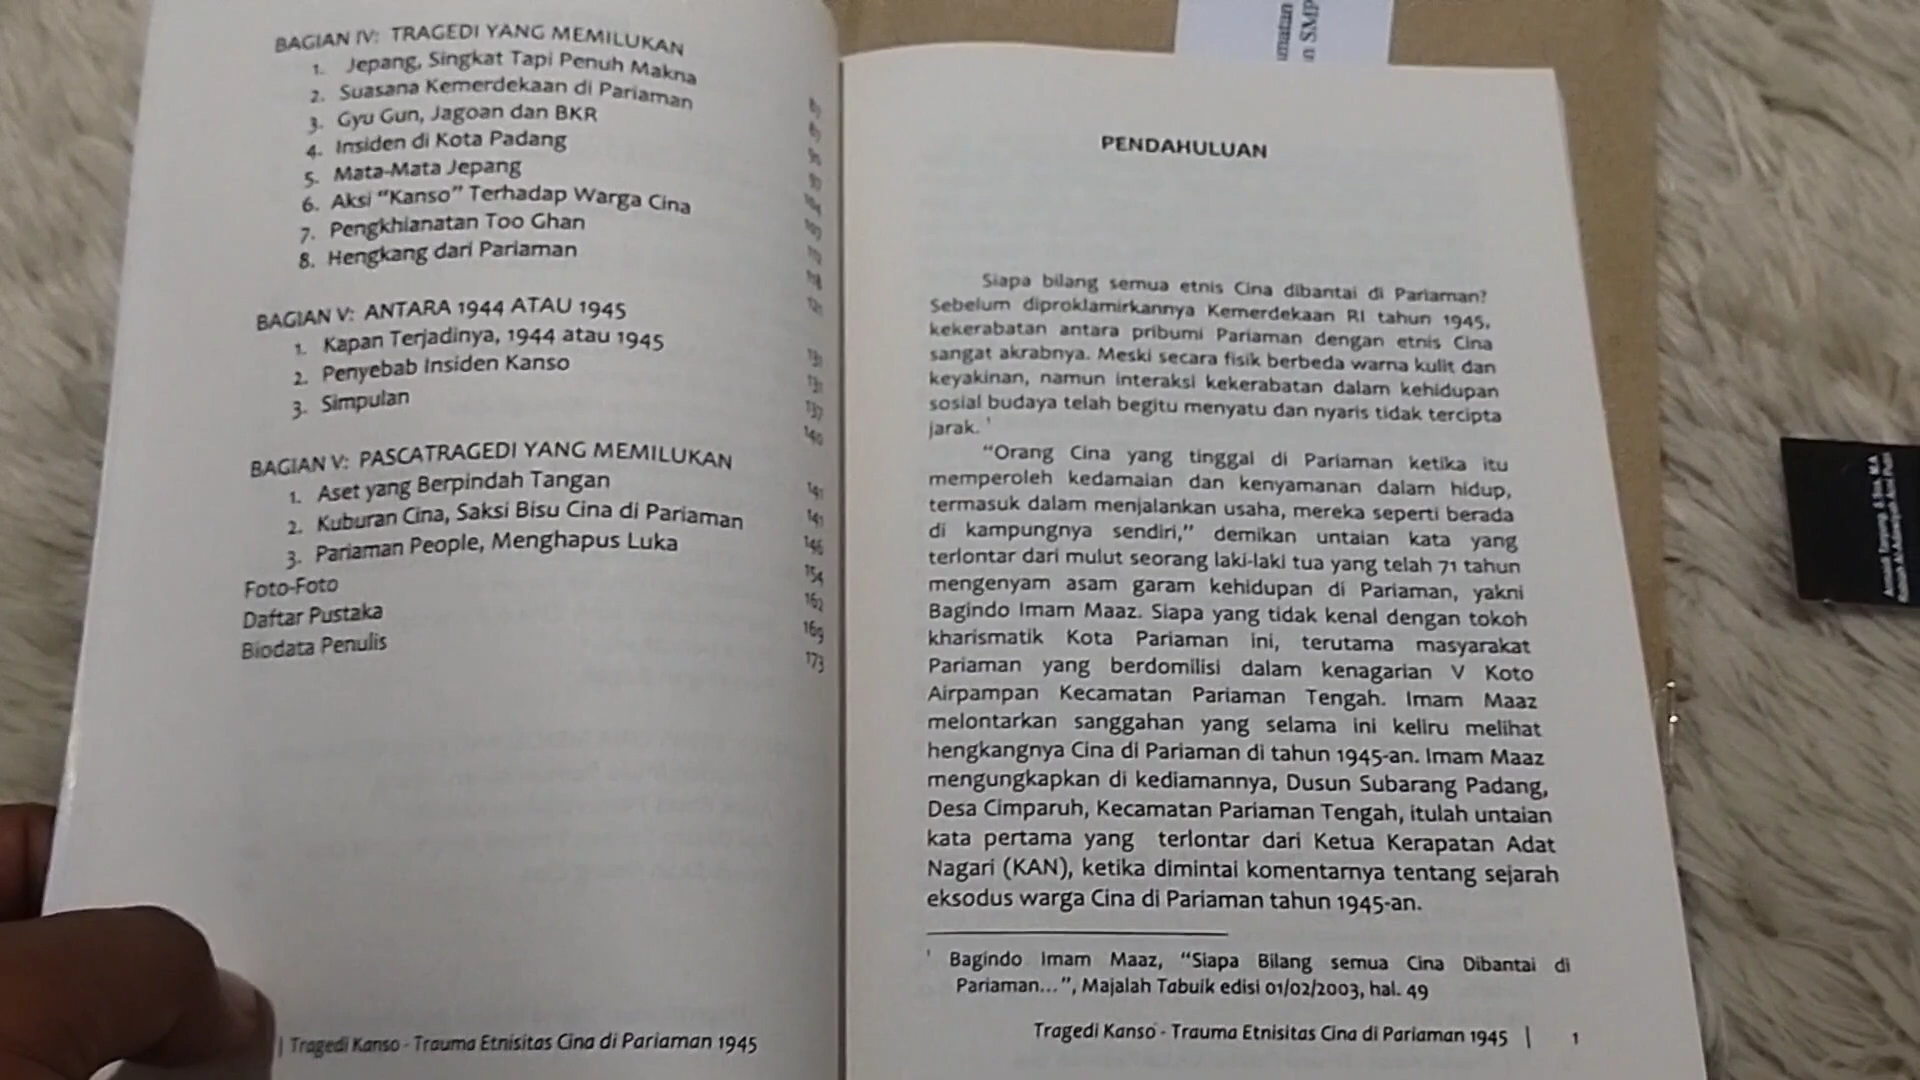 BAGIAN IV: TRAGEDI YANG MEMILUKAN
1. Jepang, Singkat Tapi Penuh Makna
2. Suasana Kemerdekaan di Pariaman
3. Gyu Gun, Jagoan dan BKR
4. Insiden di Kota Padang
5. Mata-Mata Jepang
6. Aksi “Kanso” Terhadap Warga Cina
7. Pengkhianatan Too Ghan
8. Hengkang dari Pariaman
BAGIAN V: ANTARA 1944 ATAU 1945
1. Kapan Terjadinya, 1944 atau 1945
2. Penyebab Insiden Kanso
3. Simpulan
BAGIAN V: PASCATRAGEDI YANG MEMILUKAN
1. Aset yang Berpindah Tangan
2. Kuburan Cina, Saksi Bisu Cina di Pariaman
3. Pariaman People, Menghapus Luka
Foto-Foto
Daftar Pustaka
Biodata Penulis
131
131
137
140
141
141
146
154
162
169
173
| Tragedi Kanso - Trauma Etnisitas Cina di Pariaman 1945
PENDAHULUAN
Siapa bilang semua etnis Cina dibantai di Pariaman?
Sebelum diproklamirkannya Kemerdekaan RI tahun 1945,
kekerabatan antara pribumi Pariaman dengan etnis Cina
sangat akrabnya. Meski secara fisik berbeda warna kulit dan
keyakinan, namun interaksi kekerabatan dalam kehidupan
sosial budaya telah begitu menyatu dan nyaris tidak tercipta
jarak. ¹
“Orang Cina yang tinggal di Pariaman ketika itu
memperoleh kedamaian dan kenyamanan dalam hidup,
termasuk dalam menjalankan usaha, mereka seperti berada
di kampungnya sendiri,” demikan untaian kata yang
terlontar dari mulut seorang laki-laki tua yang telah 71 tahun
mengenyam asam garam kehidupan di Pariaman, yakni
Bagindo Imam Maaz. Siapa yang tidak kenal dengan tokoh
kharismatik Kota Pariaman ini, terutama masyarakat
Pariaman yang berdomilisi dalam kenagarian V Koto
Airpampan Kecamatan Pariaman Tengah. Imam Maaz
melontarkan sanggahan yang selama ini keliru melihat
hengkangnya Cina di Pariaman di tahun 1945-an. Imam Maaz
mengungkapkan di kediamannya, Dusun Subarang Padang,
Desa Cimparuh, Kecamatan Pariaman Tengah, itulah untaian
kata pertama yang terlontar dari Ketua Kerapatan Adat
Nagari (KAN), ketika dimintai komentarnya tentang sejarah
eksodus warga Cina di Pariaman tahun 1945-an.
¹ Bagindo Imam Maaz, “Siapa Bilang semua Cina Dibantai di
Pariaman...”, Majalah Tabuik edisi 01/02/2003, hal. 49
Tragedi Kanso - Trauma Etnisitas Cina di Pariaman 1945 | 1